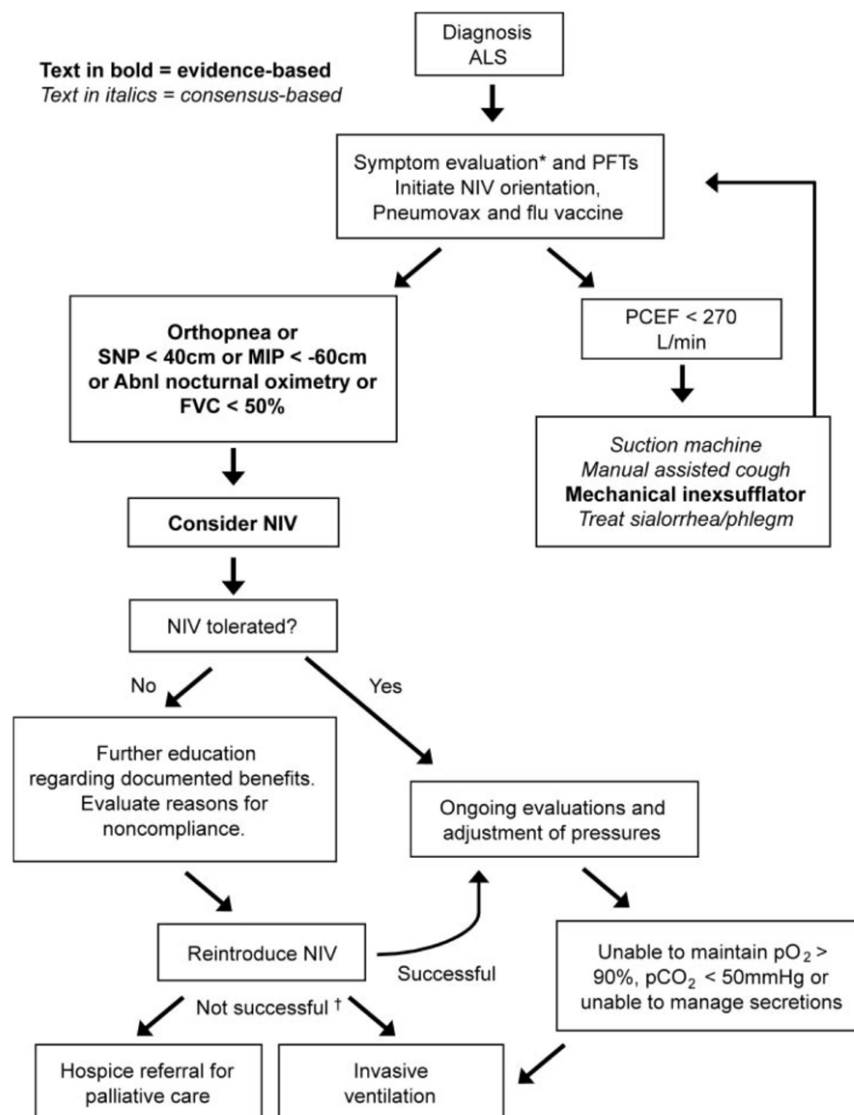 Diagnosis
ALS
Text in bold = evidence-based
Text in italics = consensus-based
Symptom evaluation* and PFTs
Initiate NIV orientation,
Pneumovax and flu vaccine
Orthopnea or
SNP < 40cm or MIP < -60cm
or Abnl nocturnal oximetry or
FVC < 50%
PCEF < 270
L/min
Suction machine
Manual assisted cough
Mechanical inexsufflator
Treat sialorrhea/phlegm
Consider NIV
NIV tolerated?
No
Yes
Further education
regarding documented benefits.
Evaluate reasons for
noncompliance.
Ongoing evaluations and
adjustment of pressures
Reintroduce NIV
Successful
Unable to maintain pO₂ >
90%, pCO₂ < 50mmHg or
unable to manage secretions
Not successful †
Hospice referral for
palliative care
Invasive
ventilation